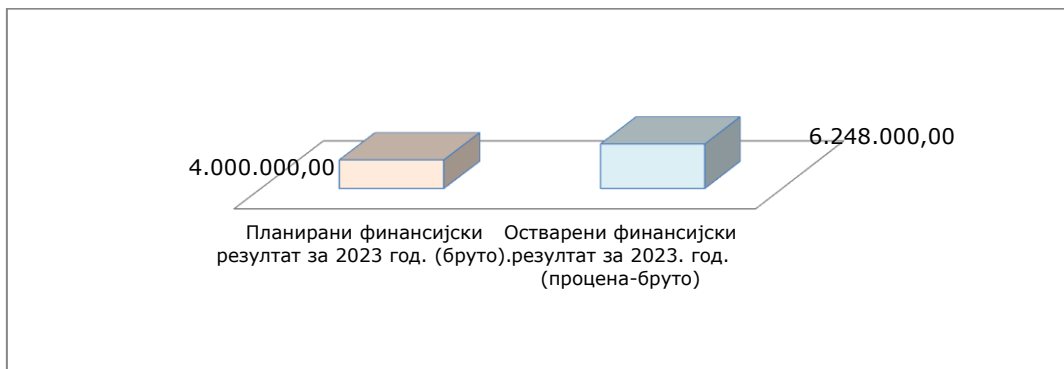 6.248.000,00
4.000.000,00
Планирани финансијски
резултат за 2023 год. (бруто).
Остварени финансијски
резултат за 2023. год.
(процена-бруто)